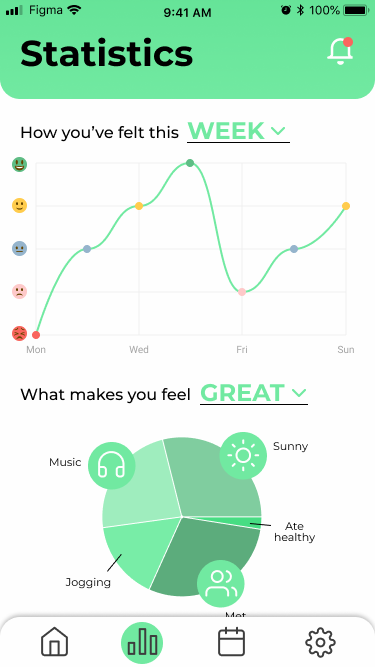 Figma
9:41 AM
100%
Statistics
How you've felt this WEEK
Mon
Wed
Fri
Sun
What makes you feel GREAT
Music
Sunny
Ate
healthy
Jogging
Met